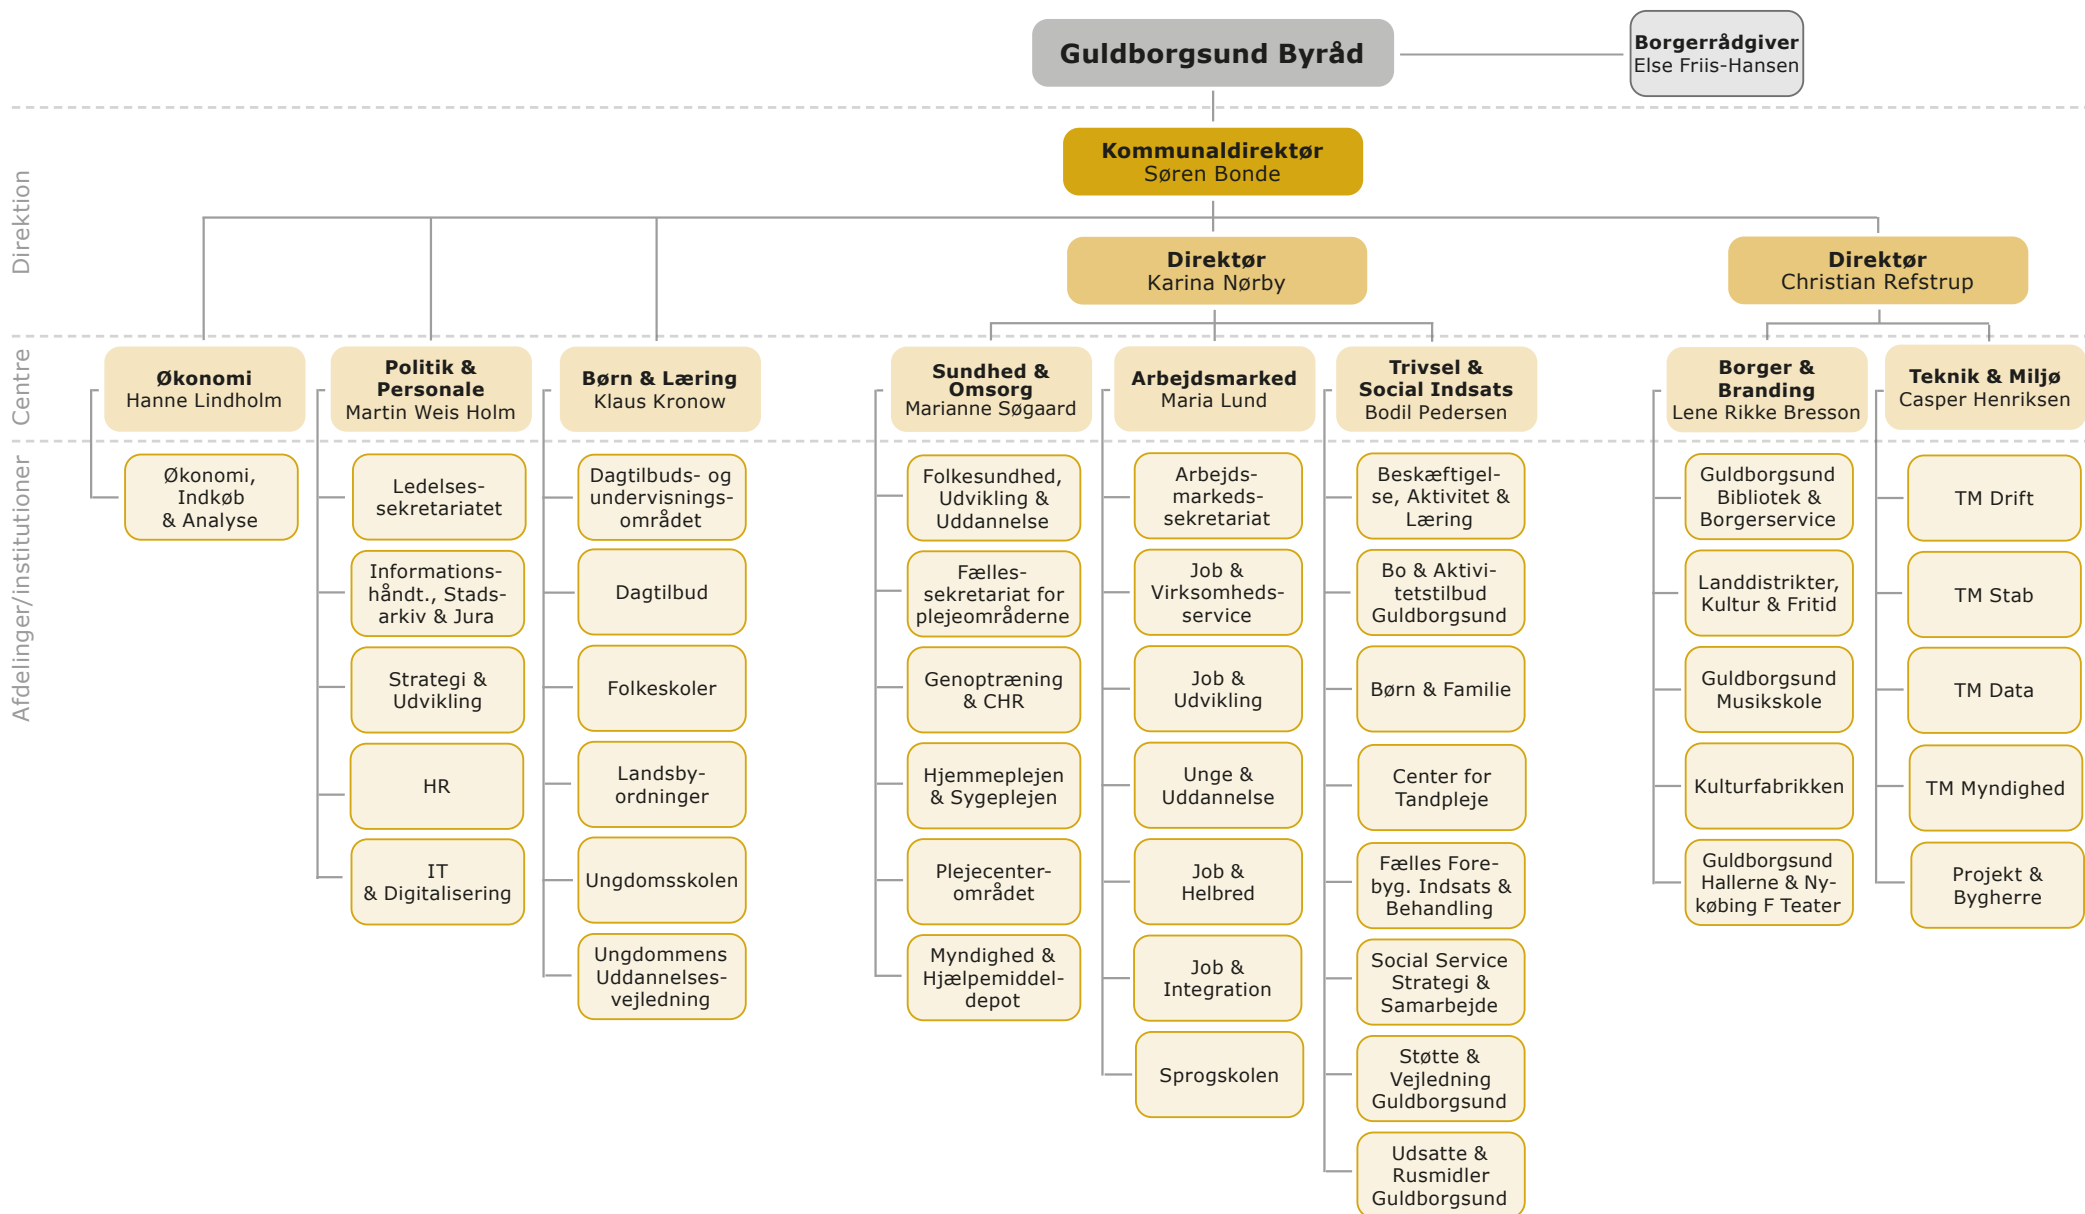 Guldborgsund Byråd
Borgerrådgiver
Else Friis-Hansen
Direktion
Kommunaldirektør
Søren Bonde
Direktør
Karina Nørby
Direktør
Christian Refstrup
Centre
Økonomi
Hanne Lindholm
Politik &
Personale
Martin Weis Holm
Børn & Læring
Klaus Kronow
Sundhed &
Omsorg
Marianne Søgaard
Arbejdsmarked
Maria Lund
Trivsel &
Social Indsats
Bodil Pedersen
Borger &
Branding
Lene Rikke Bresson
Teknik & Miljø
Casper Henriksen
Afdelinger/institutioner
Økonomi,
Indkøb
& Analyse
Ledelses-
sekretariatet
Informations-
håndt., Stads-
arkiv & Jura
Strategi &
Udvikling
HR
IT
& Digitalisering
Dagtilbuds- og
undervisnings-
området
Dagtilbud
Folkeskoler
Landsby-
ordninger
Ungdomsskolen
Ungdommens
Uddannelses-
vejledning
Folkesundhed,
Udvikling &
Uddannelse
Fælles-
sekretariat for
plejeområderne
Genoptræning
& CHR
Hjemmeplejen
& Sygeplejen
Plejecenter-
området
Myndighed &
Hjælpemiddel-
depot
Arbejds-
markeds-
sekretariat
Job &
Virksomheds-
service
Job &
Udvikling
Unge &
Uddannelse
Job &
Helbred
Job &
Integration
Sprogskolen
Beskæftigel-
se, Aktivitet &
Læring
Bo & Aktivi-
tetstilbud
Guldborgsund
Børn & Familie
Center for
Tandpleje
Fælles Fore-
byg. Indsats &
Behandling
Social Service
Strategi &
Samarbejde
Støtte &
Vejledning
Guldborgsund
Udsatte &
Rusmidler
Guldborgsund
Guldborgsund
Bibliotek &
Borgerservice
Landdistrikter,
Kultur & Fritid
Guldborgsund
Musikskole
Kulturfabrikken
Guldborgsund
Hallerne & Ny-
købing F Teater
TM Drift
TM Stab
TM Data
TM Myndighed
Projekt &
Bygherre